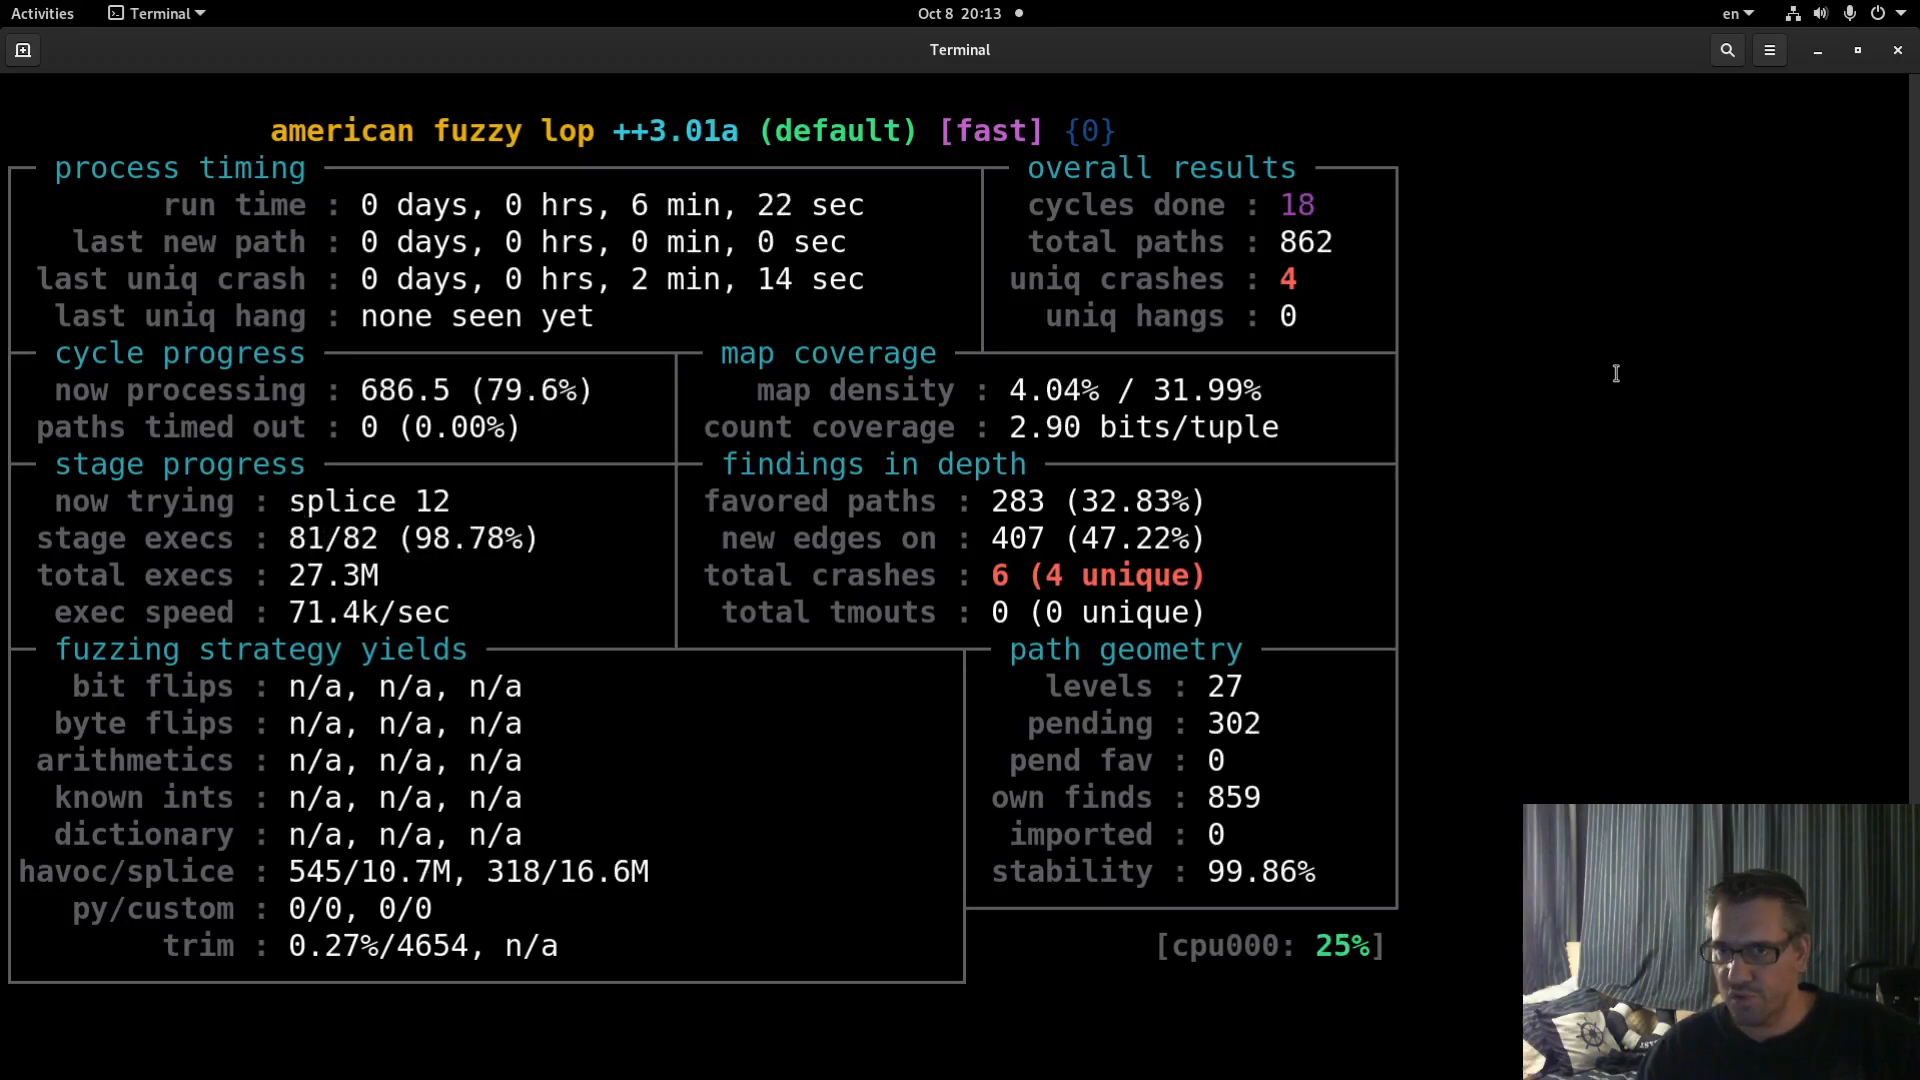 Activities Terminal Oct 8 20:13 en
Terminal
american fuzzy lop ++3.01a (default) [fast] {0}
process timing overall results
run time : 0 days, 0 hrs, 6 min, 22 sec cycles done : 18
last new path : 0 days, 0 hrs, 0 min, 0 sec total paths : 862
last uniq crash : 0 days, 0 hrs, 2 min, 14 sec uniq crashes : 4
last uniq hang : none seen yet uniq hangs : 0
cycle progress map coverage
now processing : 686.5 (79.6%) map density : 4.04% / 31.99%
paths timed out : 0 (0.00%) count coverage : 2.90 bits/tuple
stage progress findings in depth
now trying : splice 12 favored paths : 283 (32.83%)
stage execs : 81/82 (98.78%) new edges on : 407 (47.22%)
total execs : 27.3M total crashes : 6 (4 unique)
exec speed : 71.4k/sec total tmouts : 0 (0 unique)
fuzzing strategy yields path geometry
bit flips : n/a, n/a, n/a levels : 27
byte flips : n/a, n/a, n/a pending : 302
arithmetics : n/a, n/a, n/a pend fav : 0
known ints : n/a, n/a, n/a own finds : 859
dictionary : n/a, n/a, n/a imported : 0
havoc/splice : 545/10.7M, 318/16.6M stability : 99.86%
py/custom : 0/0, 0/0
trim : 0.27%/4654, n/a [cpu000: 25%]